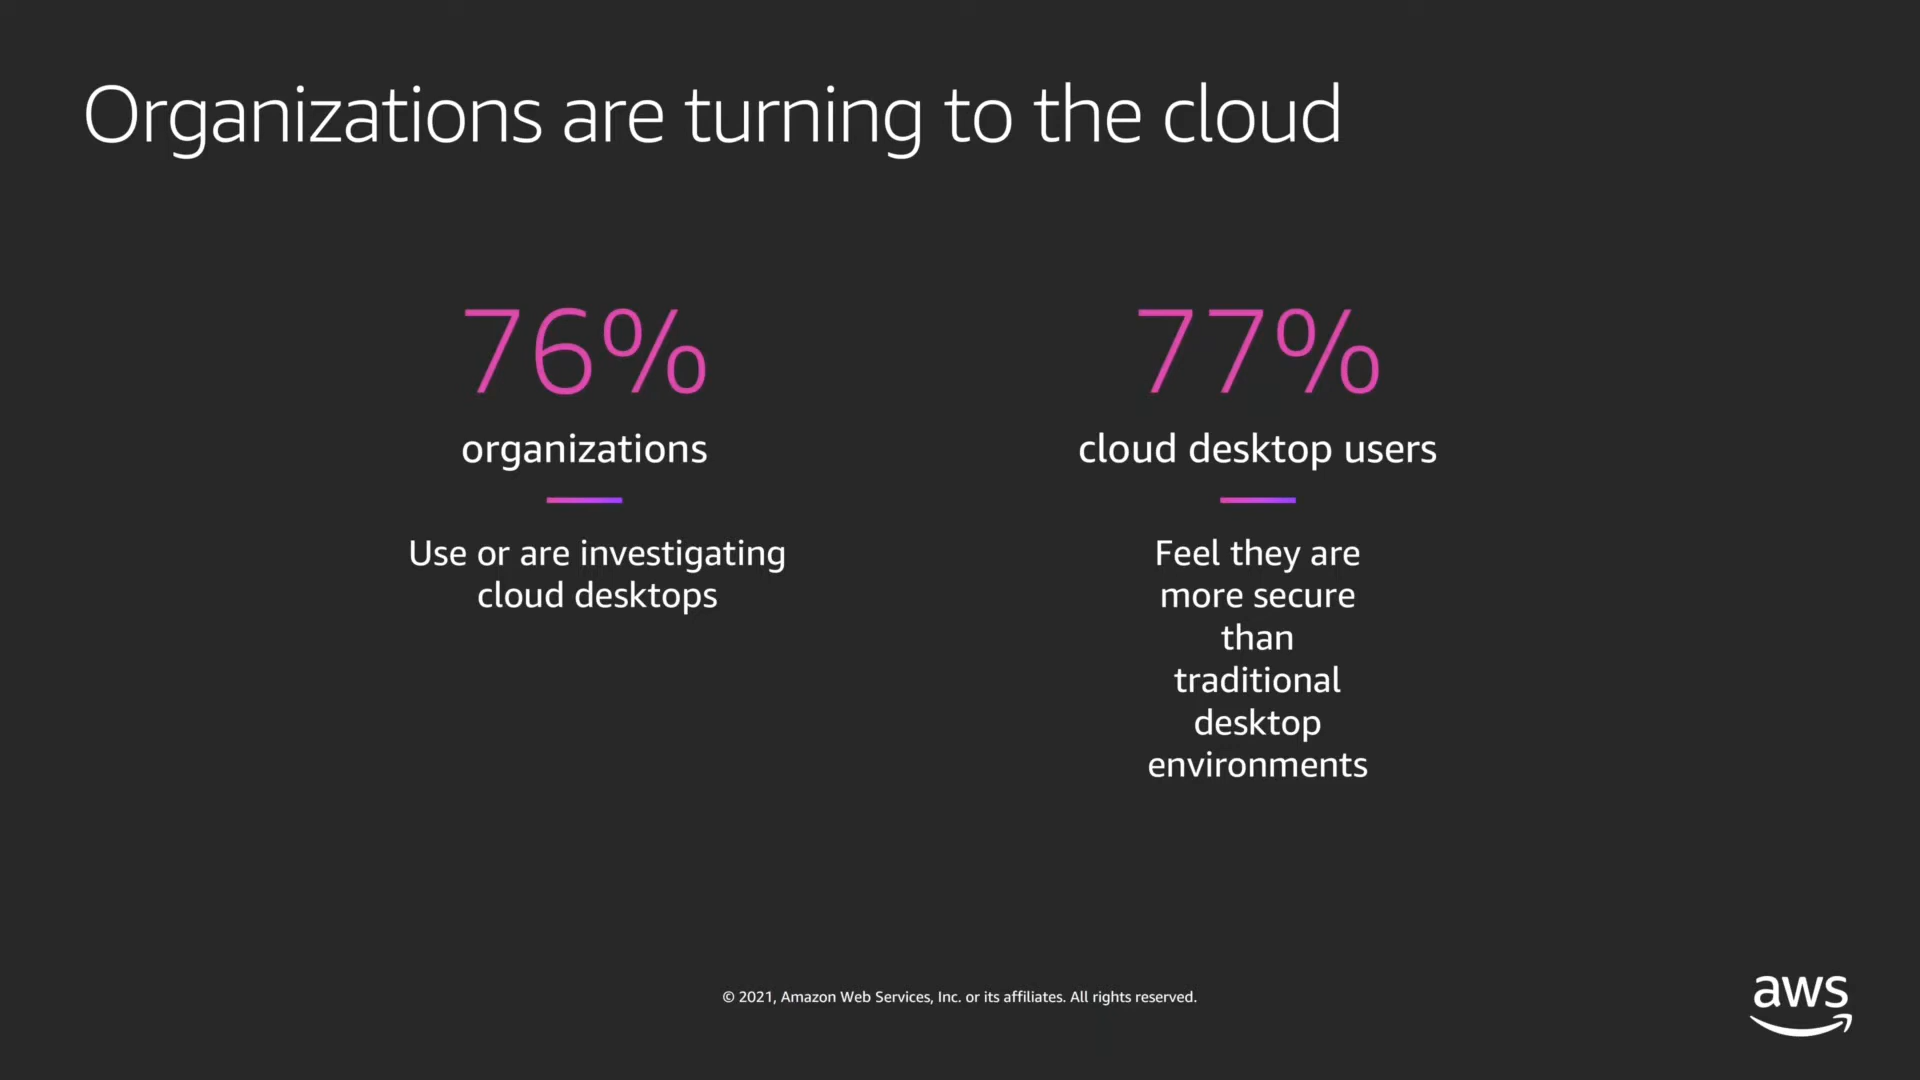 Organizations are turning to the cloud
76%
organizations
Use or are investigating
cloud desktops
77%
cloud desktop users
Feel they are
more secure
than
traditional
desktop
environments
© 2021, Amazon Web Services, Inc. or its affiliates. All rights reserved.
aws